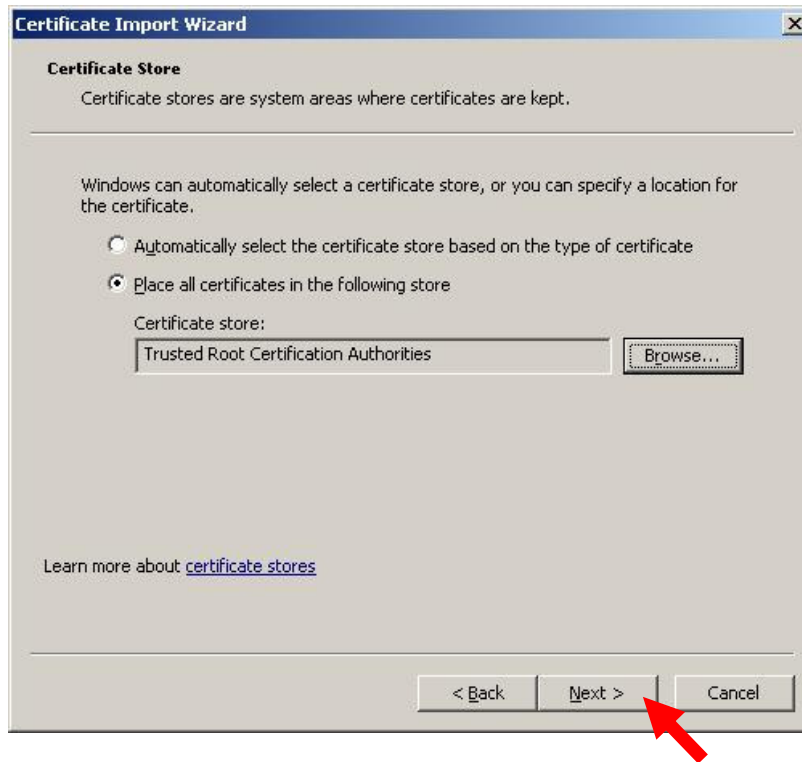 Certificate Import Wizard
Certificate Store
Certificate stores are system areas where certificates are kept.
Windows can automatically select a certificate store, or you can specify a location for
the certificate.
Automatically select the certificate store based on the type of certificate
Place all certificates in the following store
Certificate store:
Trusted Root Certification Authorities
Browse...
Learn more about certificate stores
< Back
Next >
Cancel